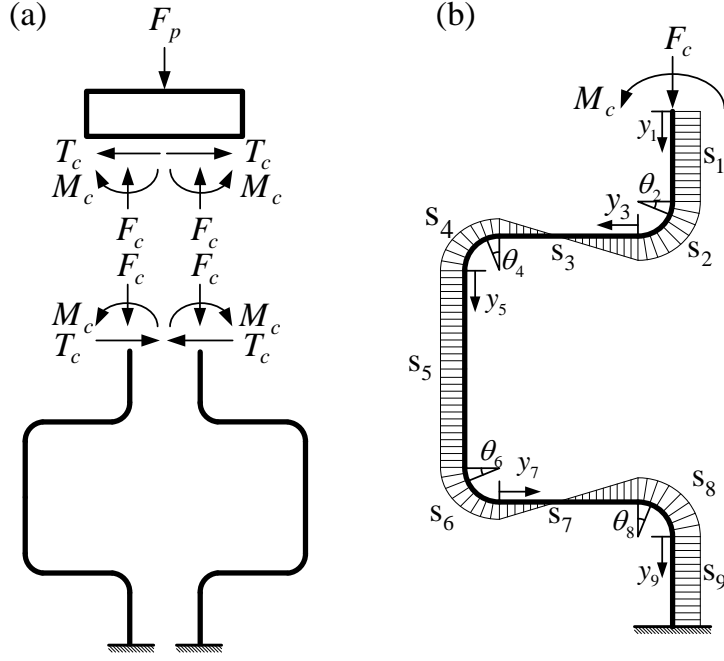 (a)
F_p
T_c T_c
M_c M_c
F_c F_c
F_c F_c
M_c M_c
T_c T_c
(b)
F_c
M_c
y_1
s_1
θ_2
s_2
y_3
s_3
s_4
θ_4
y_5
s_5
θ_6
s_6
y_7
s_7
s_8
θ_8
y_9
s_9